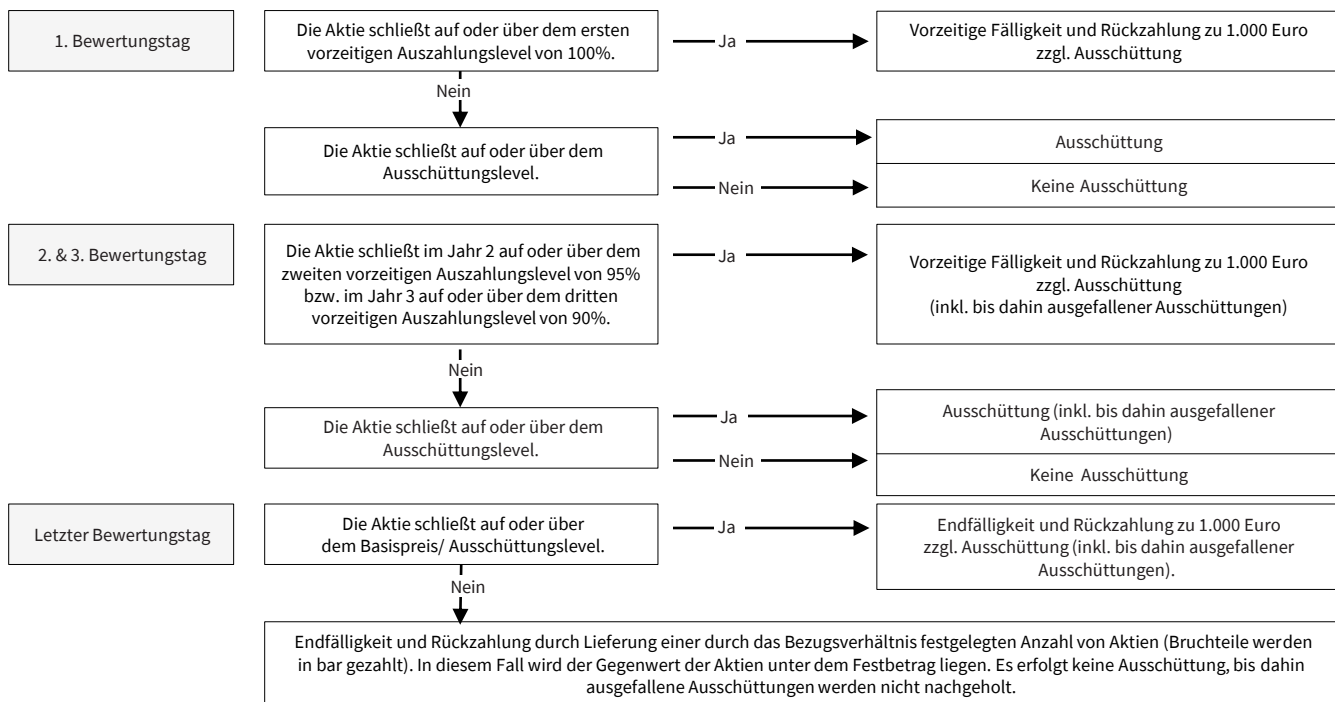 1. Bewertungstag
Die Aktie schließt auf oder über dem ersten
vorzeitigen Auszahlungslevel von 100%.
Ja
Vorzeitige Fälligkeit und Rückzahlung zu 1.000 Euro
zzgl. Ausschüttung
Nein
Die Aktie schließt auf oder über dem
Ausschüttungslevel.
Ja
Ausschüttung
Nein
Keine Ausschüttung
2. & 3. Bewertungstag
Die Aktie schließt im Jahr 2 auf oder über dem
zweiten vorzeitigen Auszahlungslevel von 95%
bzw. im Jahr 3 auf oder über dem dritten
vorzeitigen Auszahlungslevel von 90%.
Ja
Vorzeitige Fälligkeit und Rückzahlung zu 1.000 Euro
zzgl. Ausschüttung
(inkl. bis dahin ausgefallener Ausschüttungen)
Nein
Die Aktie schließt auf oder über dem
Ausschüttungslevel.
Ja
Ausschüttung (inkl. bis dahin ausgefallener
Ausschüttungen)
Nein
Keine Ausschüttung
Letzter Bewertungstag
Die Aktie schließt auf oder über
dem Basispreis/ Ausschüttungslevel.
Ja
Endfälligkeit und Rückzahlung zu 1.000 Euro
zzgl. Ausschüttung (inkl. bis dahin ausgefallener
Ausschüttungen).
Nein
Endfälligkeit und Rückzahlung durch Lieferung einer durch das Bezugsverhältnis festgelegten Anzahl von Aktien (Bruchteile werden
in bar gezahlt). In diesem Fall wird der Gegenwert der Aktien unter dem Festbetrag liegen. Es erfolgt keine Ausschüttung, bis dahin
ausgefallene Ausschüttungen werden nicht nachgeholt.